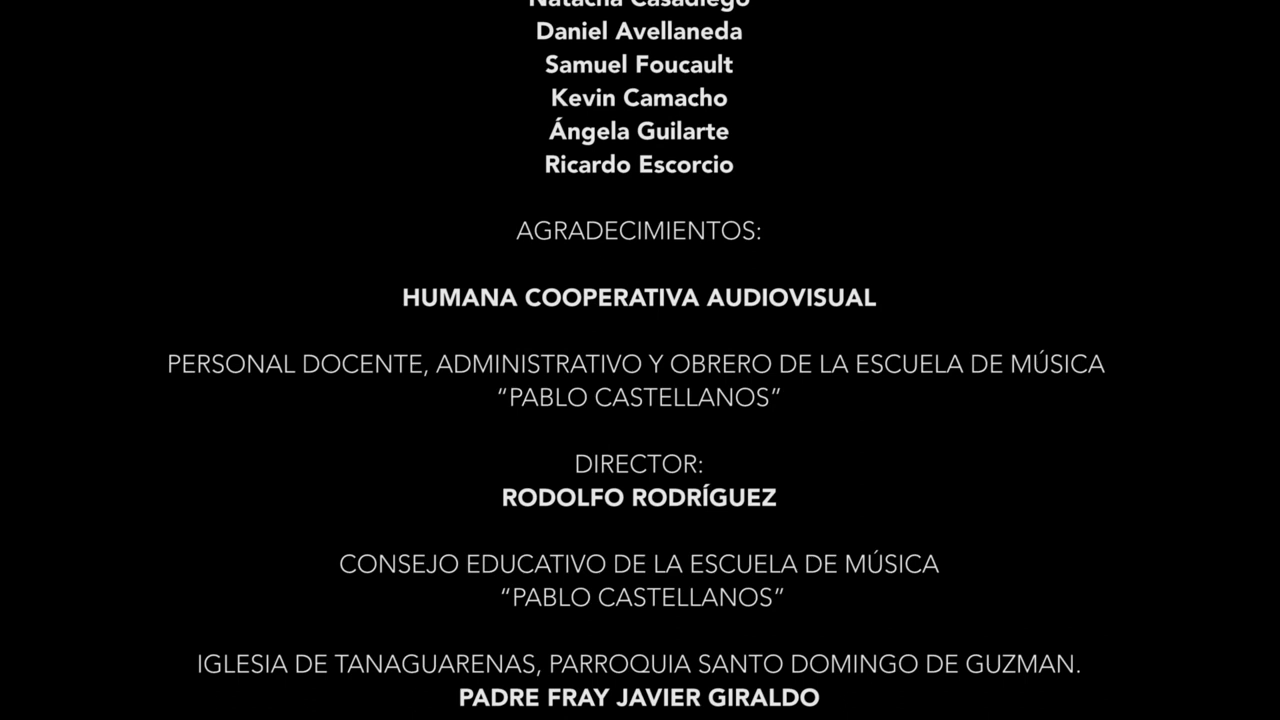 Natacha Casadiego
Daniel Avellaneda
Samuel Foucault
Kevin Camacho
Ángela Guilarte
Ricardo Escorcio
AGRADECIMIENTOS:
HUMANA COOPERATIVA AUDIOVISUAL
PERSONAL DOCENTE, ADMINISTRATIVO Y OBRERO DE LA ESCUELA DE MÚSICA
“PABLO CASTELLANOS”
DIRECTOR:
RODOLFO RODRÍGUEZ
CONSEJO EDUCATIVO DE LA ESCUELA DE MÚSICA
“PABLO CASTELLANOS”
IGLESIA DE TANAGUARENAS, PARROQUIA SANTO DOMINGO DE GUZMAN.
PADRE FRAY JAVIER GIRALDO